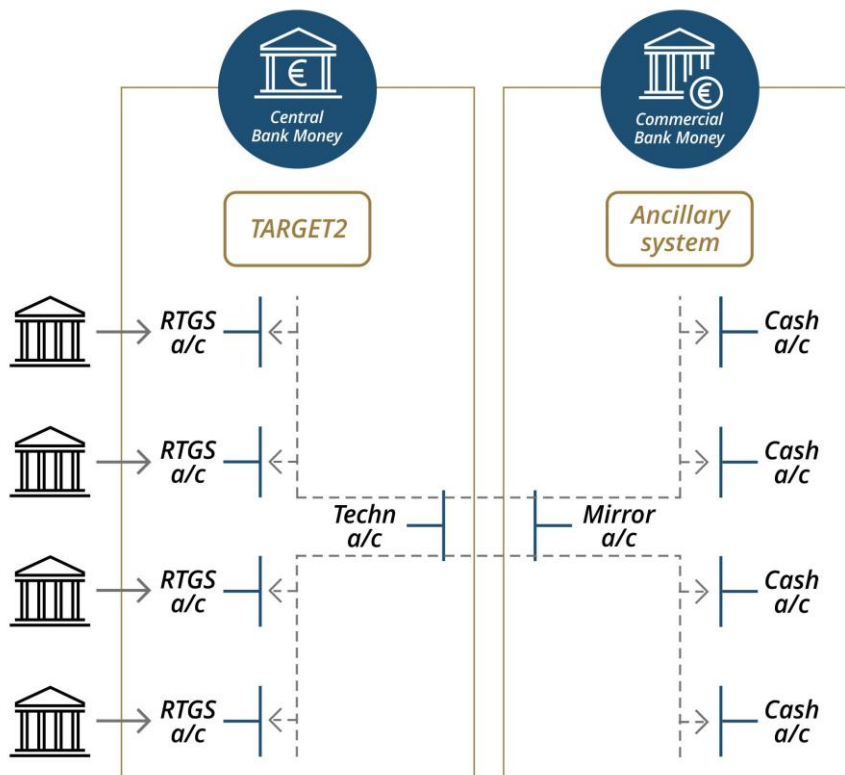 €
Central
Bank Money
€
Commercial
Bank Money
TARGET2
Ancillary
system
RTGS
a/c
Cash
a/c
RTGS
a/c
Cash
a/c
Techn
a/c
Mirror
a/c
RTGS
a/c
Cash
a/c
RTGS
a/c
Cash
a/c